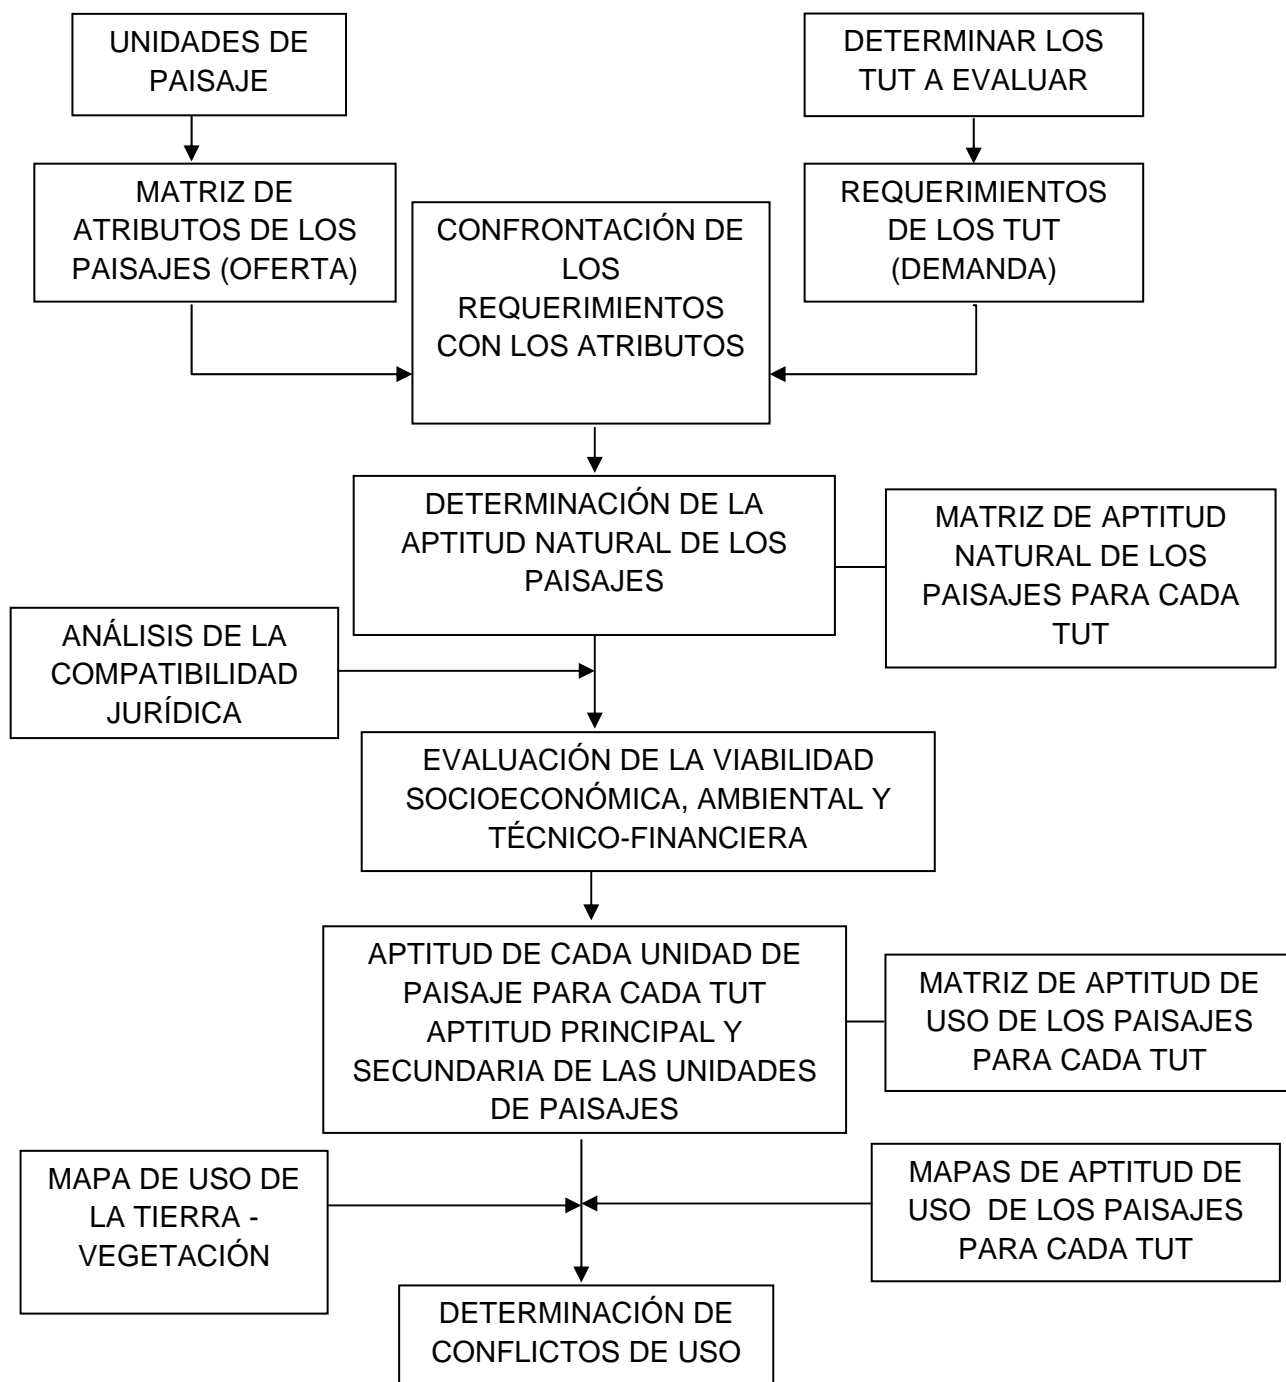 UNIDADES DE
PAISAJE
DETERMINAR LOS
TUT A EVALUAR
MATRIZ DE
ATRIBUTOS DE LOS
PAISAJES (OFERTA)
CONFRONTACIÓN DE
LOS
REQUERIMIENTOS
CON LOS ATRIBUTOS
REQUERIMIENTOS
DE LOS TUT
(DEMANDA)
DETERMINACIÓN DE LA
APTITUD NATURAL DE LOS
PAISAJES
MATRIZ DE APTITUD
NATURAL DE LOS
PAISAJES PARA CADA
TUT
ANÁLISIS DE LA
COMPATIBILIDAD
JURÍDICA
EVALUACIÓN DE LA VIABILIDAD
SOCIOECONÓMICA, AMBIENTAL Y
TÉCNICO-FINANCIERA
APTITUD DE CADA UNIDAD DE
PAISAJE PARA CADA TUT
APTITUD PRINCIPAL Y
SECUNDARIA DE LAS UNIDADES
DE PAISAJES
MATRIZ DE APTITUD DE
USO DE LOS PAISAJES
PARA CADA TUT
MAPA DE USO DE
LA TIERRA -
VEGETACIÓN
MAPAS DE APTITUD DE
USO DE LOS PAISAJES
PARA CADA TUT
DETERMINACIÓN DE
CONFLICTOS DE USO